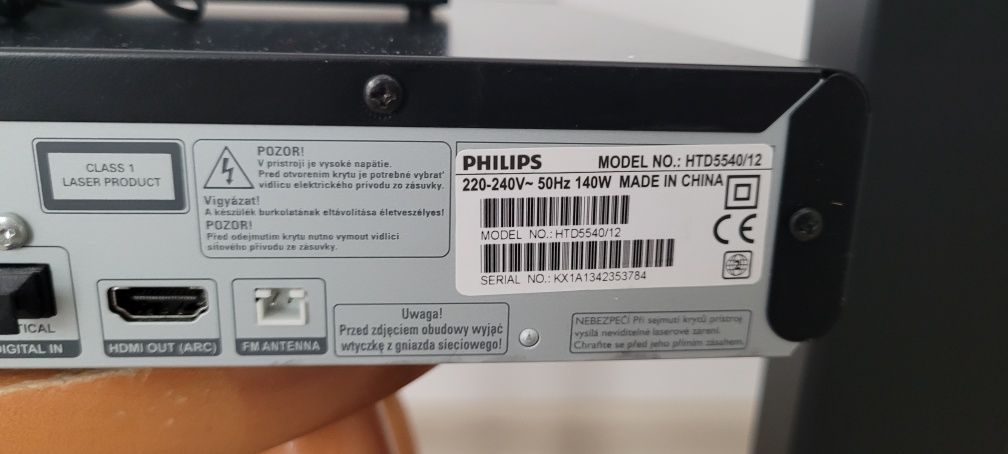 CLASS 1
LASER PRODUCT
POZOR!
V prístroji je vysoké napätie.
Pred otvorením krytu je potrebné vybrať
vidlicu elektrického prívodu zo zásuvky.
Vigyázat!
A készülék burkolatának eltávolítása életveszélyes!
POZOR!
Před odejmutím krytu nutno vymout vidlici
síťového přívodu ze zásuvky.
PHILIPS MODEL NO.: HTD5540/12
220-240V~ 50Hz 140W MADE IN CHINA
MODEL NO.: HTD5540/12
SERIAL NO.: KX1A1342353784
CE
2
TICAL
DIGITAL IN
HDMI OUT (ARC)
FM ANTENNA
Uwaga!
Przed zdjęciem obudowy wyjąć
wtyczkę z gniazda sieciowego!
NEBEZPEČÍ Při sejmutí krytů přístroj
vysílá neviditelné laserové záření.
Chraňte se před jeho přímým zásahem.